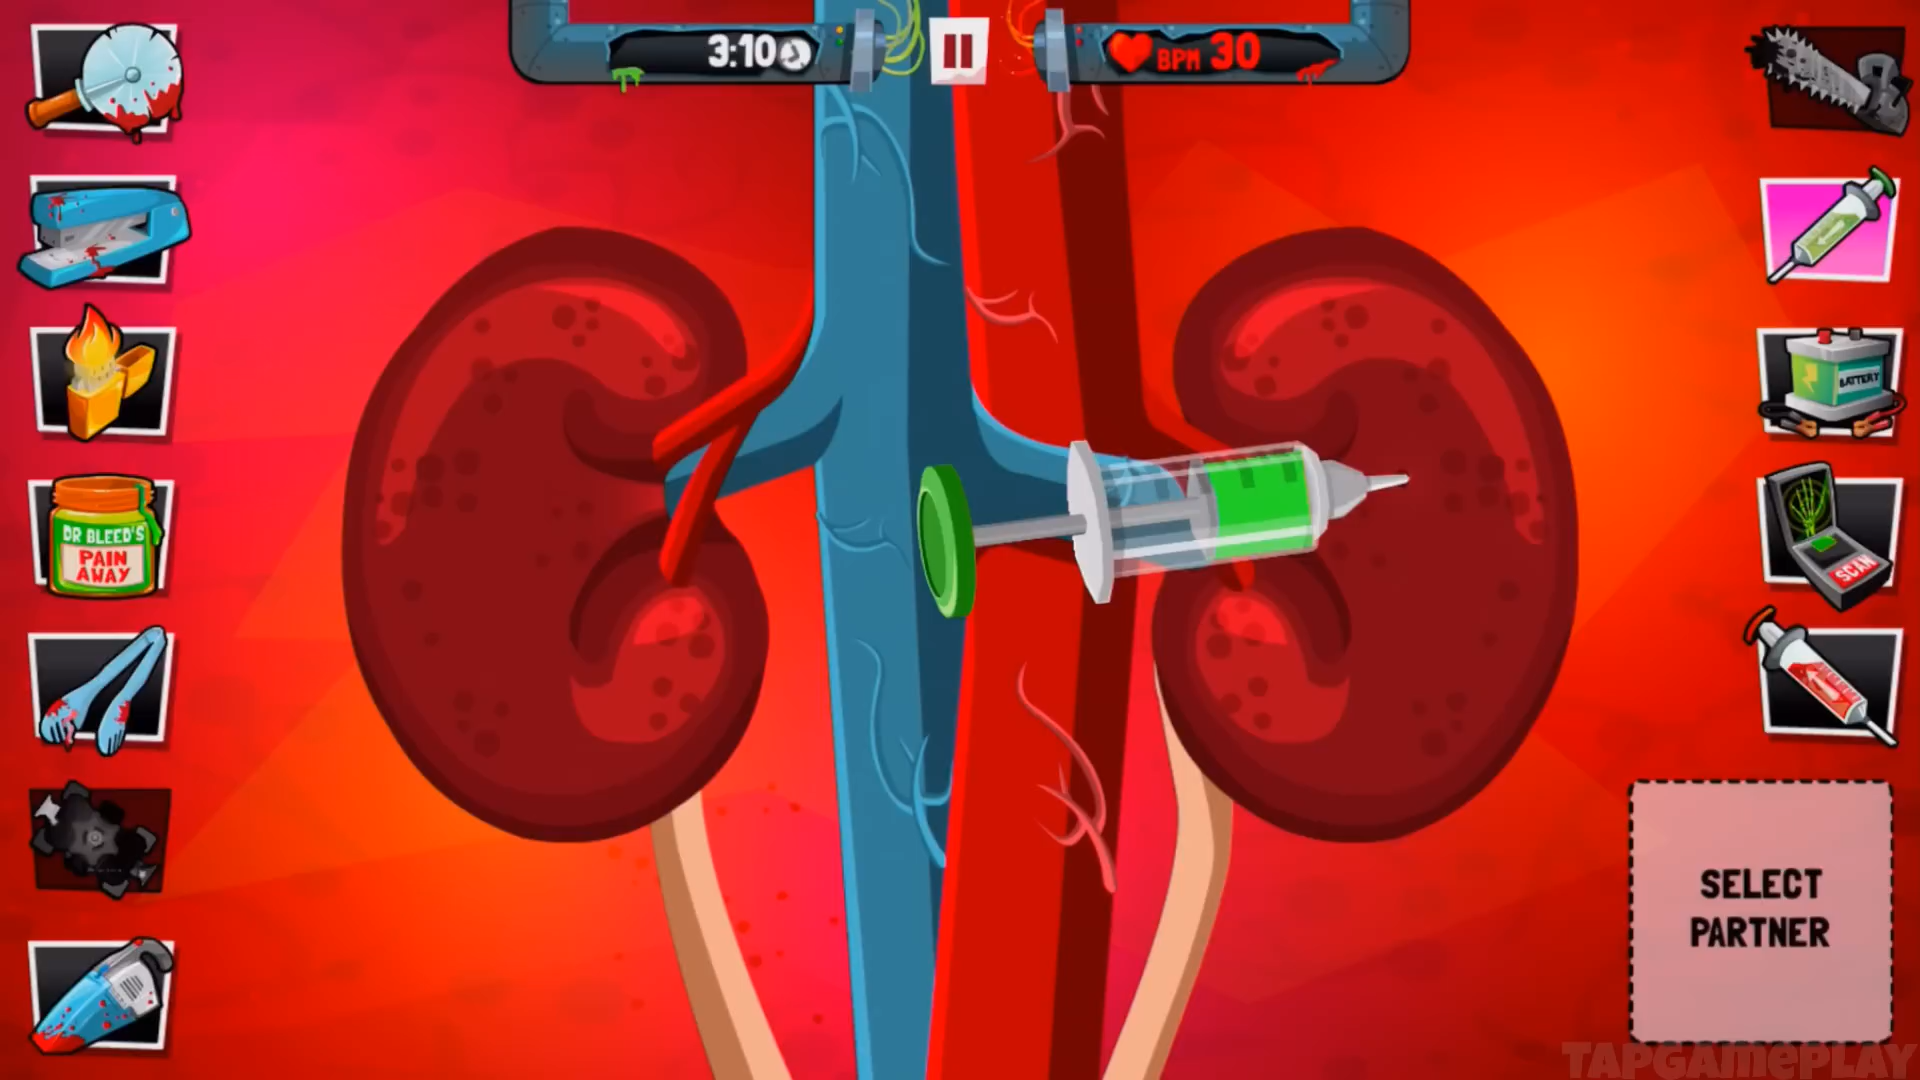 3:10
BPM 30
BATTERY
DR BLEED'S
PAIN
AWAY
SCAN
SELECT
PARTNER
TAPGAMEPLAY